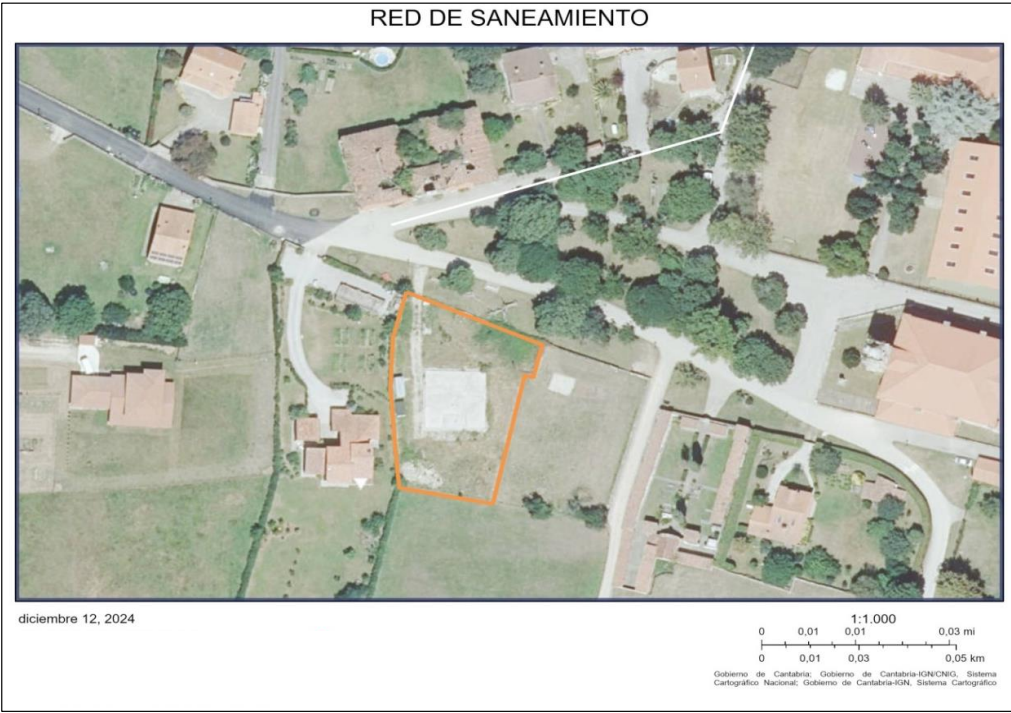 RED DE SANEAMIENTO
diciembre 12, 2024
1:1.000
0 0,01 0,01 0,03 mi
0 0,01 0,03 0,05 km
Gobierno de Cantabria; Gobierno de Cantabria-IGN/CNIG, Sistema
Cartográfico Nacional; Gobierno de Cantabria-IGN, Sistema Cartográfico